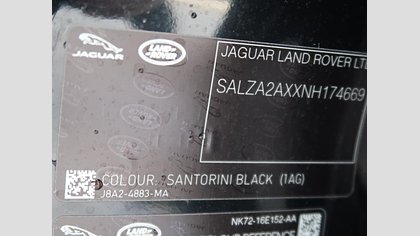 JAGUAR
LAND ROVER
JAGUAR LAND ROVER LTD
SALZA2AXXNH174669
COLOUR: SANTORINI BLACK (1AG)
J8A2-4883-MA
NK72-16E152-AA